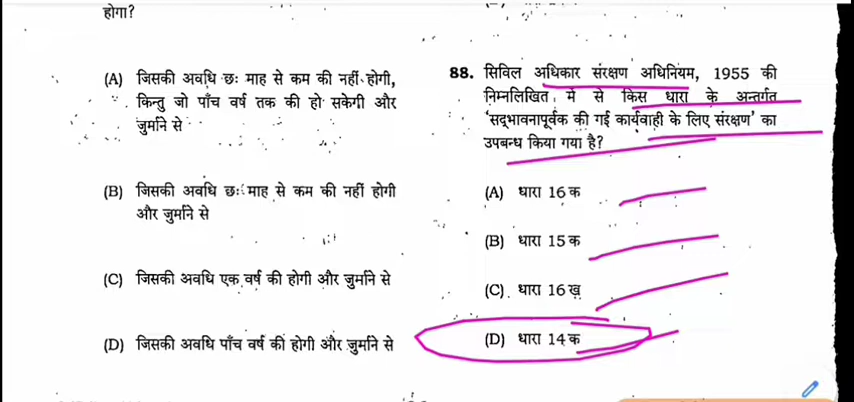 होगा?
(A) जिसकी अवधि छः माह से कम की नहीं होगी,
किन्तु जो पाँच वर्ष तक की हो सकेगी और
जुर्माने से
(B) जिसकी अवधि छः माह से कम की नहीं होगी
और जुर्माने से
(C) जिसकी अवधि एक वर्ष की होगी और जुर्माने से
(D) जिसकी अवधि पाँच वर्ष की होगी और जुर्माने से
88. सिविल अधिकार संरक्षण अधिनियम, 1955 की
निम्नलिखित में से किस धारा के अन्तर्गत
‘सद्भावनापूर्वक की गई कार्यवाही के लिए संरक्षण’ का
उपबन्ध किया गया है?
(A) धारा 16 क
(B) धारा 15 क
(C) धारा 16 ख
(D) धारा 14 क